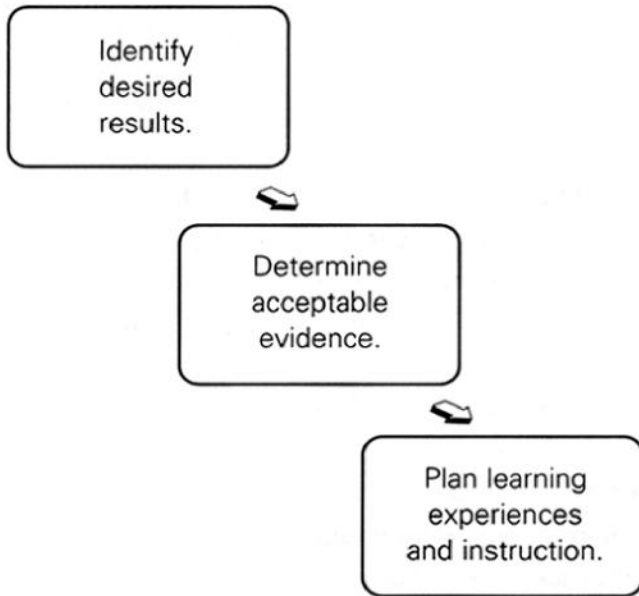 Identify
desired
results.
Determine
acceptable
evidence.
Plan learning
experiences
and instruction.